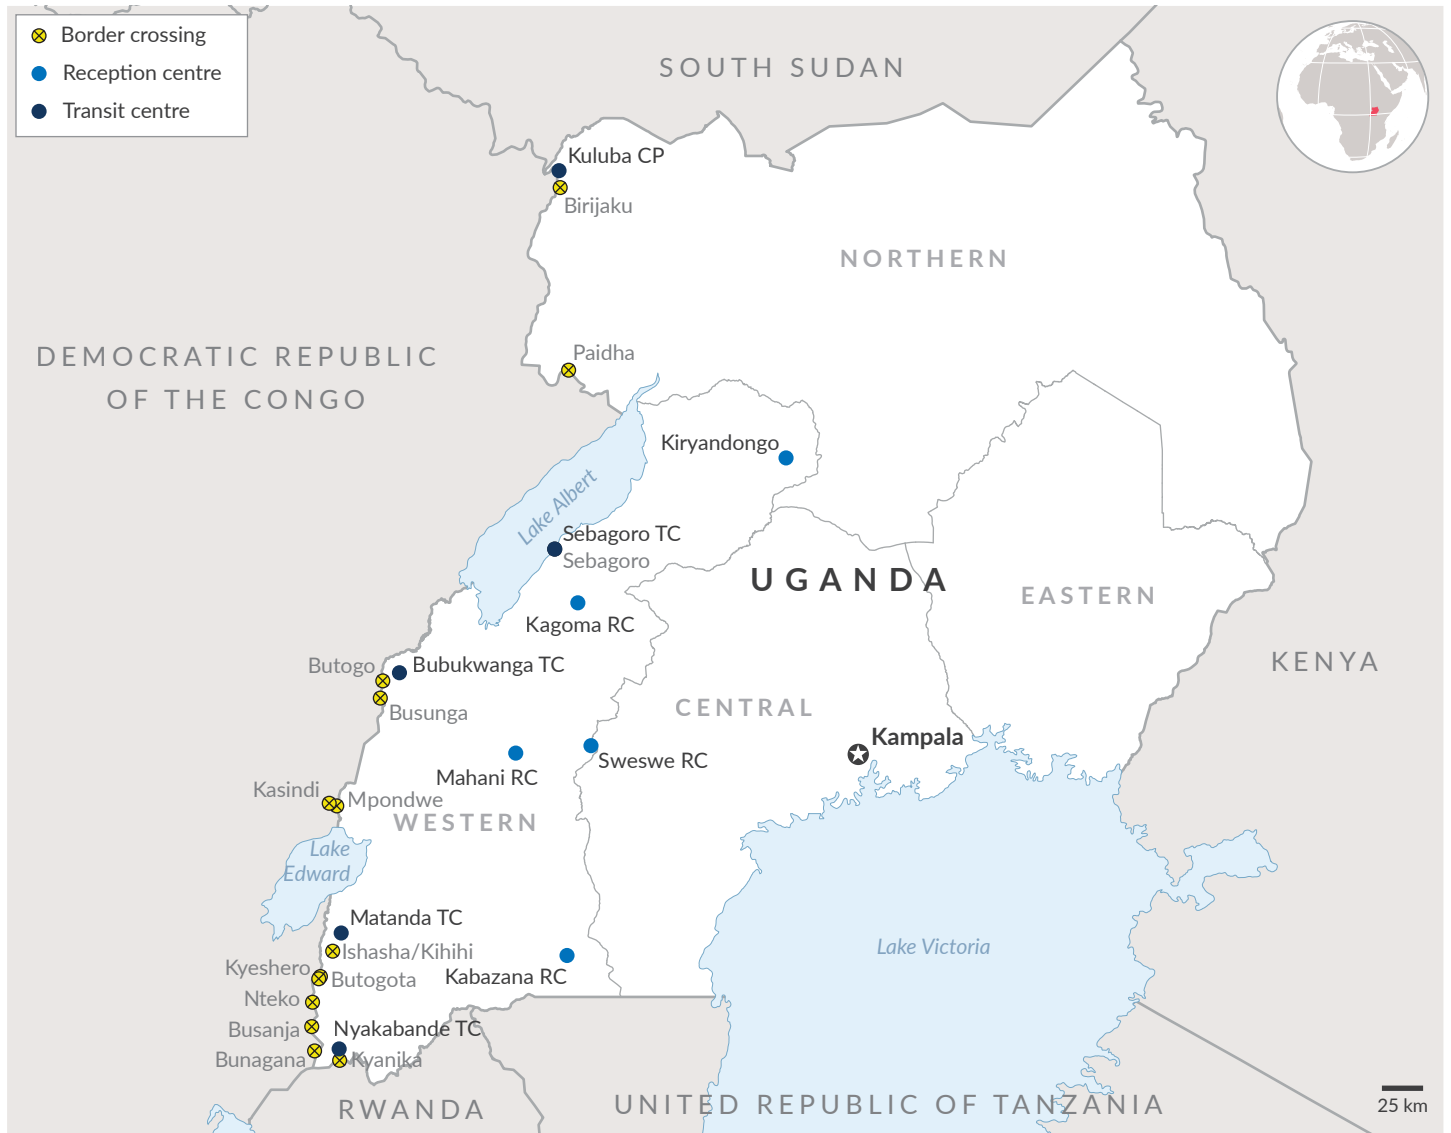 Border crossing
Reception centre
Transit centre
SOUTH SUDAN
Kuluba CP
Birijaku
NORTHERN
DEMOCRATIC REPUBLIC
OF THE CONGO
Paidha
Kiryandongo
Lake Albert
Sebagoro TC
Sebagoro
UGANDA
EASTERN
Kagoma RC
Butogo
Bubukwanga TC
KENYA
Busunga
CENTRAL
Kampala
Sweswe RC
Mahani RC
Kasindi
Mpondwe
WESTERN
Lake
Edward
Matanda TC
Ishasha/Kihihi
Lake Victoria
Kyeshero
Butogota
Kabazana RC
Nteko
Busanja
Nyakabande TC
Bunagana
Kyanika
RWANDA
UNITED REPUBLIC OF TANZANIA
25 km